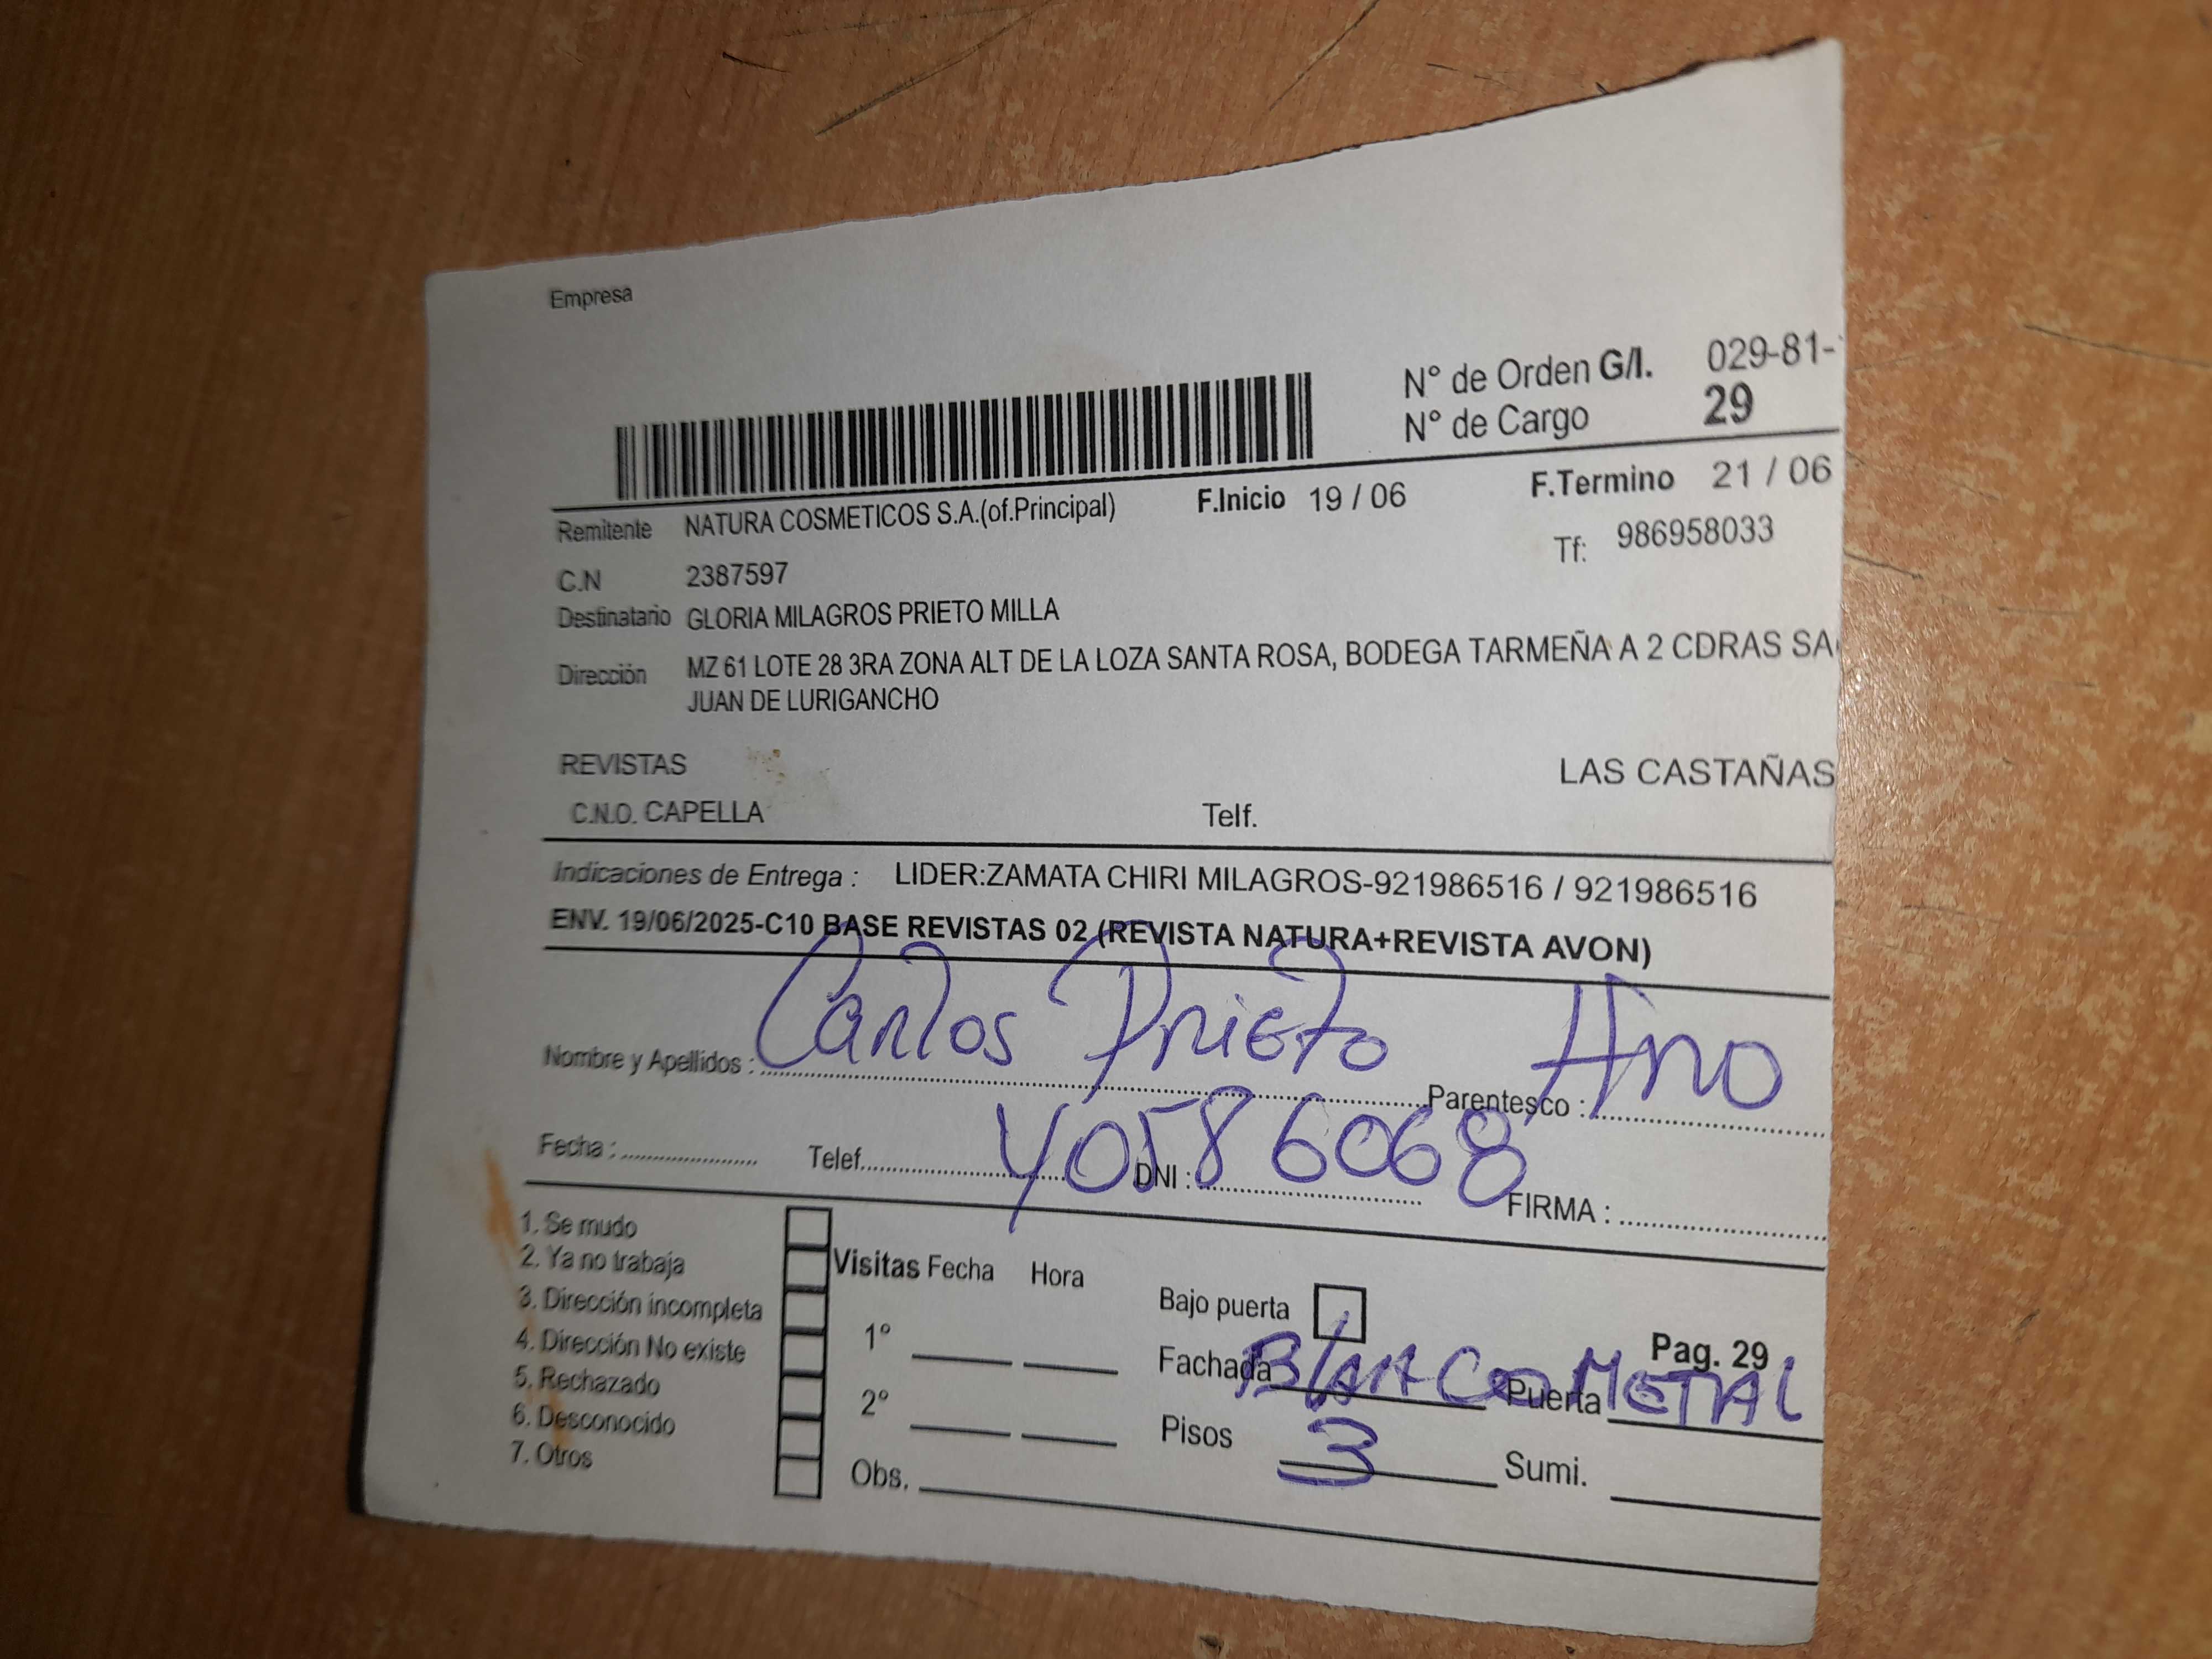 Empresa
N° de Orden G/I. 029-81-
N° de Cargo 29
Remitente NATURA COSMETICOS S.A.(of.Principal) F.Inicio 19 / 06 F.Termino 21 / 06
C.N 2387597 Tf: 986958033
Destinatario GLORIA MILAGROS PRIETO MILLA
Dirección MZ 61 LOTE 28 3RA ZONA ALT DE LA LOZA SANTA ROSA, BODEGA TARMEÑA A 2 CDRAS SA
JUAN DE LURIGANCHO
REVISTAS LAS CASTAÑAS
C.N.O. CAPELLA Telf.
Indicaciones de Entrega : LIDER:ZAMATA CHIRI MILAGROS-921986516 / 921986516
ENV. 19/06/2025-C10 BASE REVISTAS 02 (REVISTA NATURA+REVISTA AVON)
Nombre y Apellidos : Carlos Prieto Parentesco : Hno
Fecha : Telef. DNI : 40586068 FIRMA :
1. Se mudo
2. Ya no trabaja Visitas Fecha Hora
3. Dirección incompleta Bajo puerta
4. Dirección No existe 1° Fachada BlanCo Puerta METAL Pag. 29
5. Rechazado
6. Desconocido 2° Pisos 3 Sumi.
7. Otros Obs.